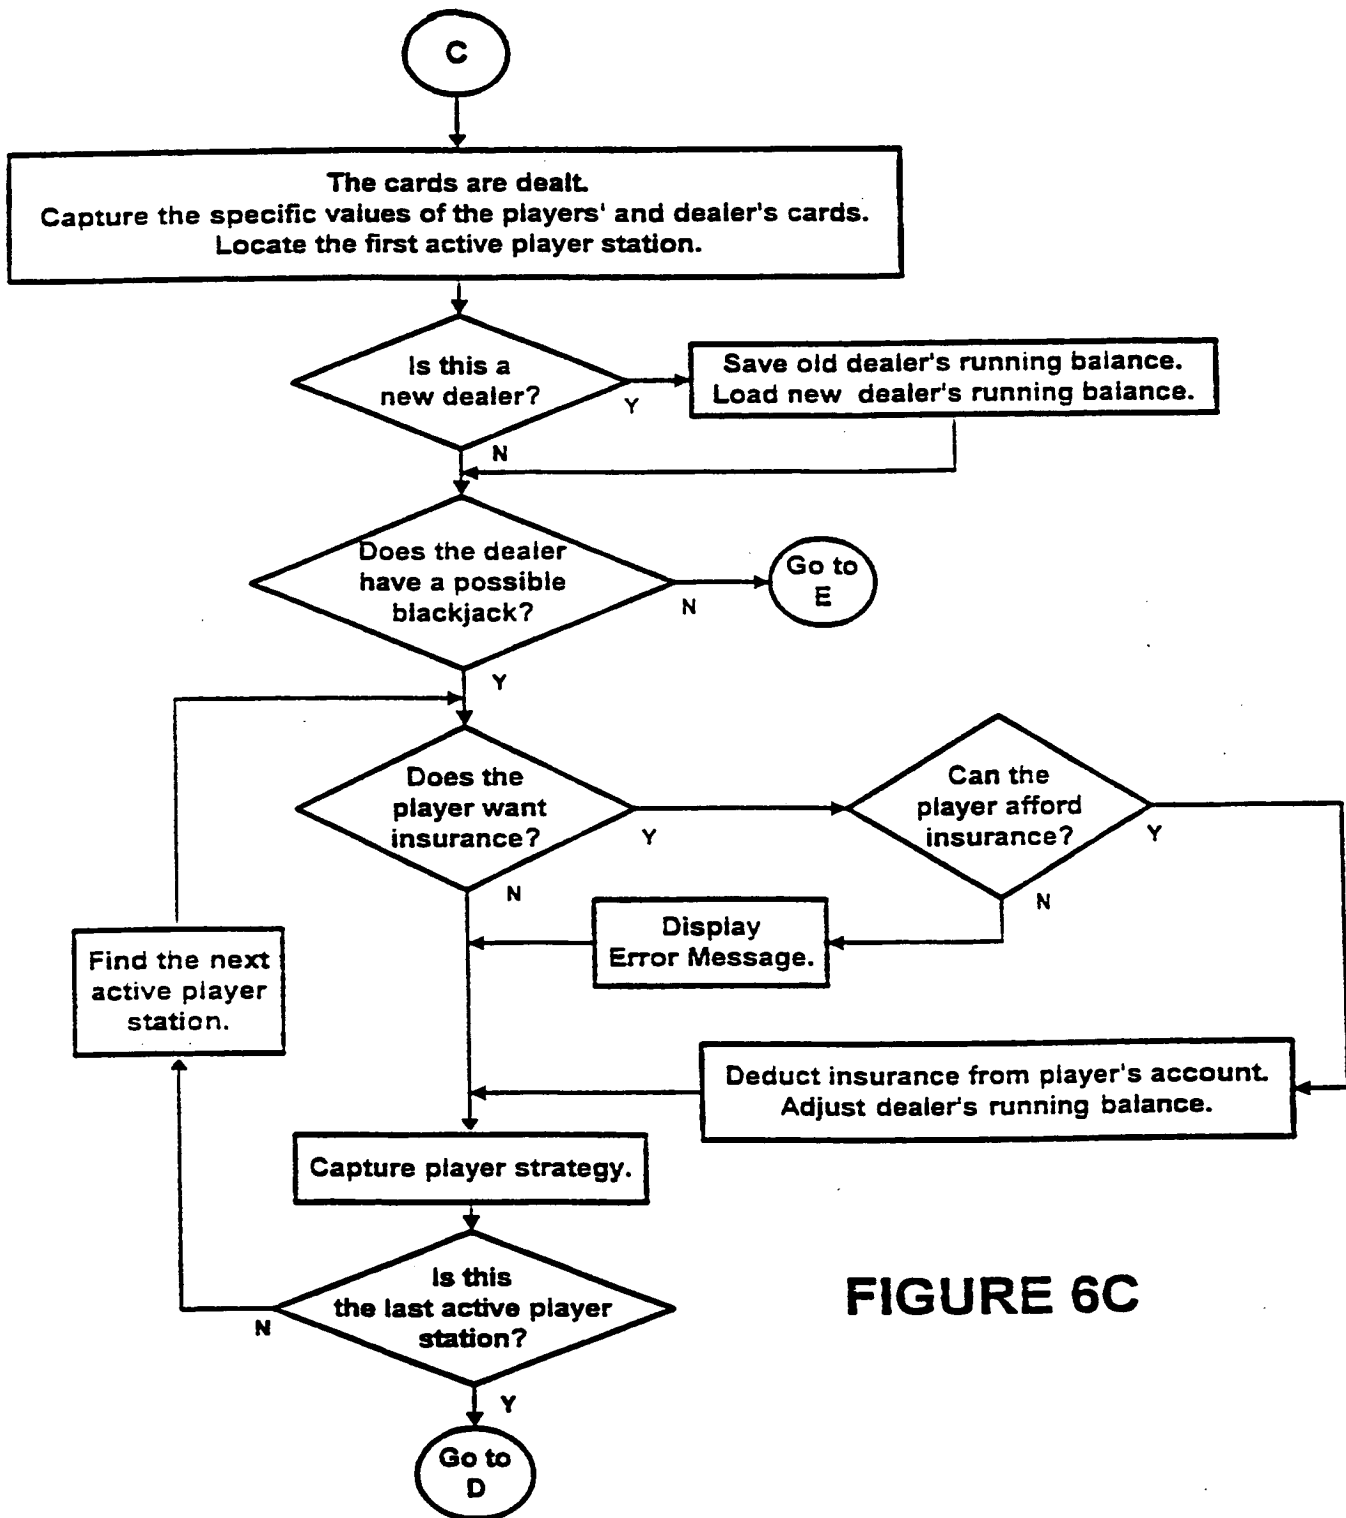 C
The cards are dealt.
Capture the specific values of the players' and dealer's cards.
Locate the first active player station.
Is this a
new dealer?
Y
Save old dealer's running balance.
Load new dealer's running balance.
N
Does the dealer
have a possible
blackjack?
N
Go to
E
Y
Does the
player want
insurance?
Y
Can the
player afford
insurance?
Y
N
N
Display
Error Message.
Find the next
active player
station.
Deduct insurance from player's account.
Adjust dealer's running balance.
Capture player strategy.
Is this
the last active player
station?
N
Y
Go to
D
FIGURE 6C